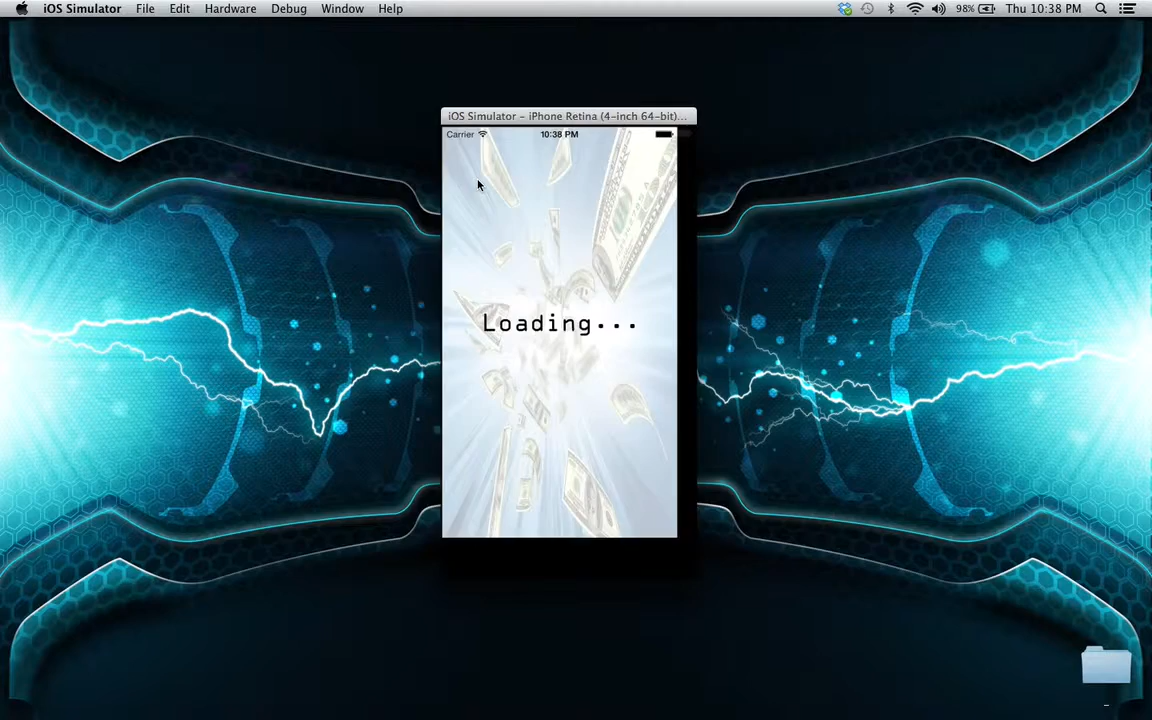 iOS Simulator File Edit Hardware Debug Window Help 98% Thu 10:38 PM
iOS Simulator – iPhone Retina (4-inch 64-bit)...
Carrier 10:38 PM
Loading...